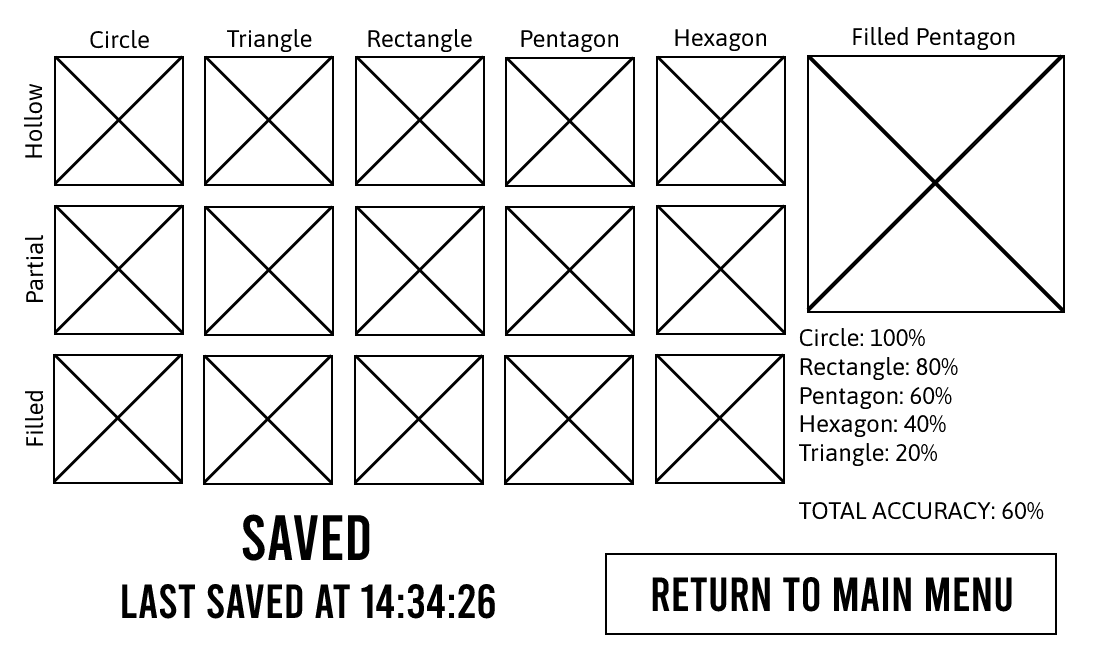 Circle Triangle Rectangle Pentagon Hexagon Filled Pentagon
Hollow
Partial
Filled
Circle: 100%
Rectangle: 80%
Pentagon: 60%
Hexagon: 40%
Triangle: 20%
TOTAL ACCURACY: 60%
SAVED
LAST SAVED AT 14:34:26
RETURN TO MAIN MENU